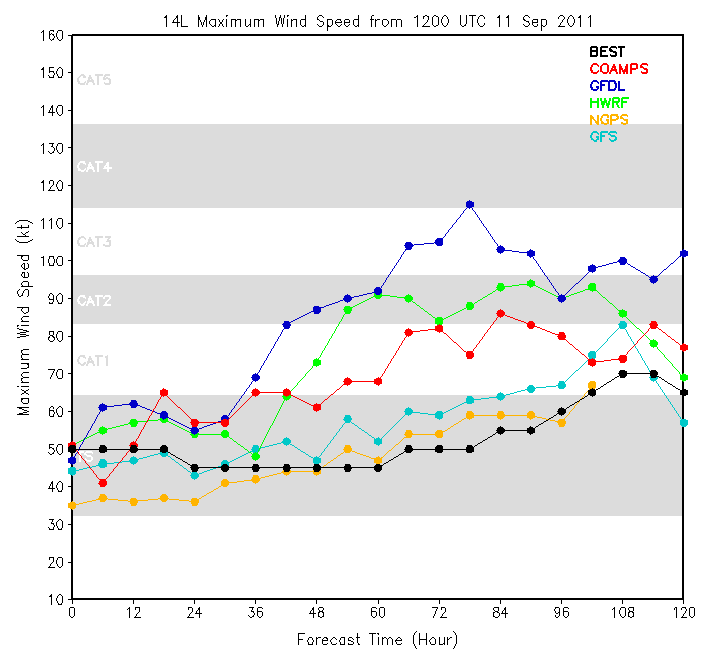 14L Maximum Wind Speed from 1200 UTC 11 Sep 2011
160
150
140
130
120
110
100
90
80
70
60
50
40
30
20
10
Maximum Wind Speed (kt)
CAT5
CAT4
CAT3
CAT2
CAT1
TS
BEST
COAMPS
GFDL
HWRF
NGPS
GFS
0 12 24 36 48 60 72 84 96 108 120
Forecast Time (Hour)